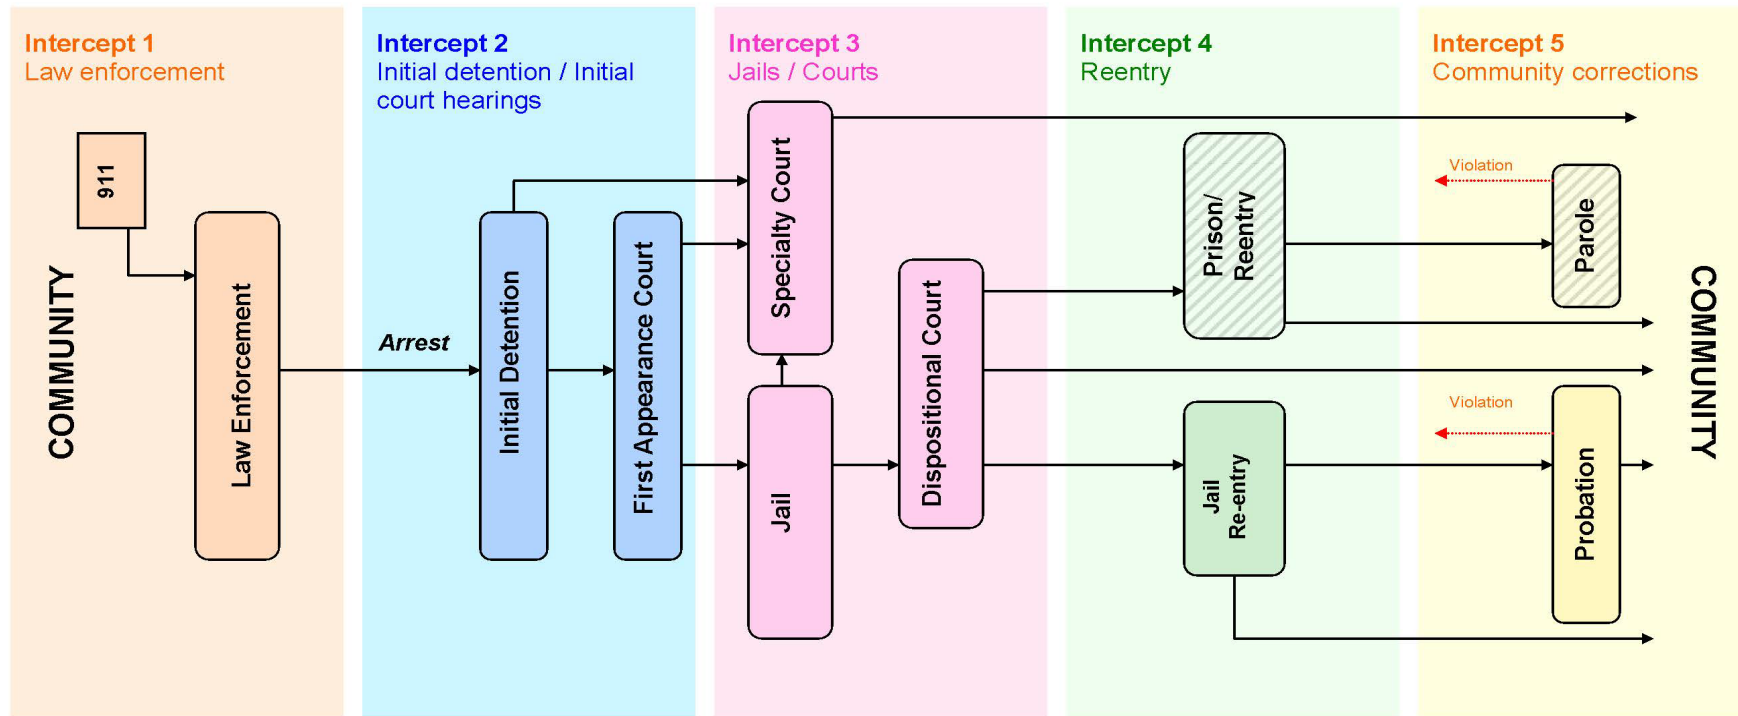 Intercept 1
Law enforcement
911
COMMUNITY
Law Enforcement
Intercept 2
Initial detention / Initial
court hearings
Arrest
Initial Detention
First Appearance Court
Intercept 3
Jails / Courts
Specialty Court
Jail
Dispositional Court
Intercept 4
Reentry
Prison/
Reentry
Jail
Re-entry
Intercept 5
Community corrections
Violation
Parole
Violation
Probation
COMMUNITY